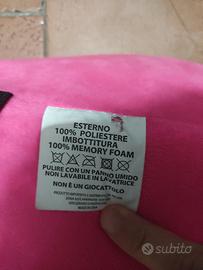 ESTERNO
100% POLIESTERE
IMBOTTITURA
100% MEMORY FOAM
PULIRE CON UN PANNO UMIDO
NON LAVABILE IN LAVATRICE
NON È UN GIOCATTOLO
subito